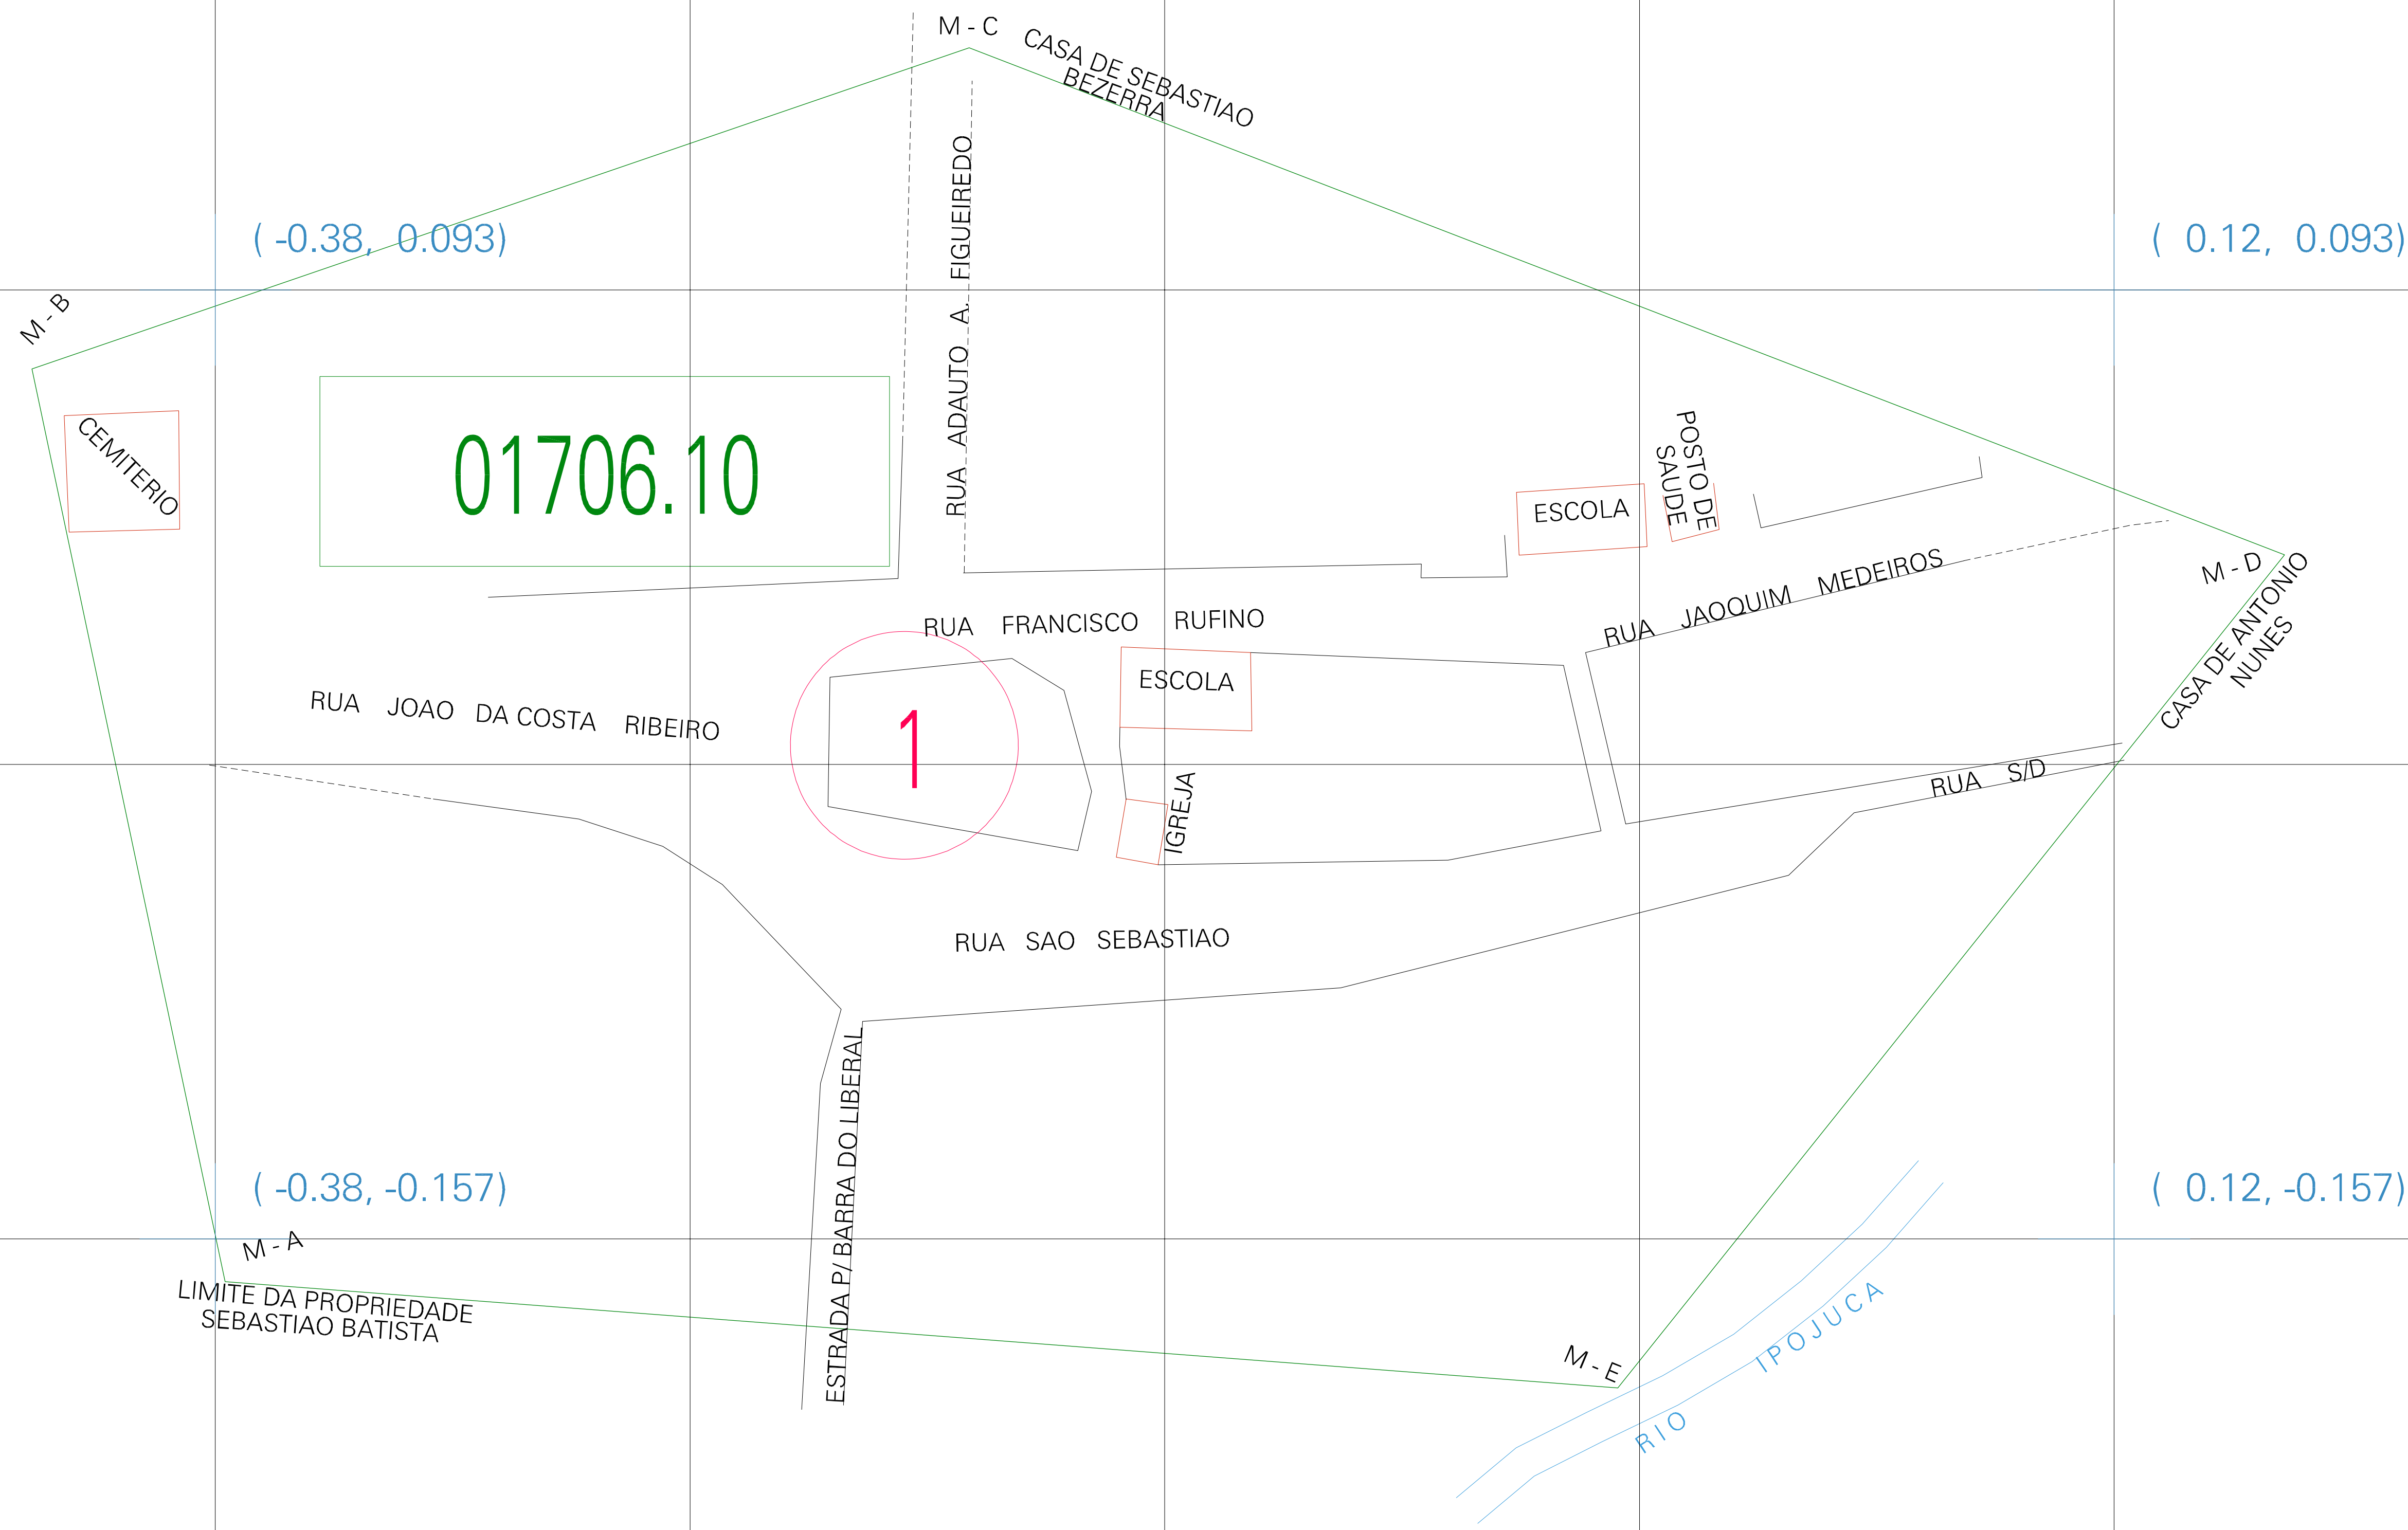 M - C
CASA DE SEBASTIAO
BEZERRA
( -0.38, 0.093)
( 0.12, 0.093)
M - B
RUA ADAUTO A. FIGUEIREDO
CEMITERIO
01706.10
POSTO DE
SAUDE
ESCOLA
M - D
CASA DE ANTONIO
NUNES
RUA JAOQUIM MEDEIROS
RUA FRANCISCO RUFINO
ESCOLA
RUA JOAO DA COSTA RIBEIRO
1
IGREJA
RUA S/D
RUA SAO SEBASTIAO
ESTRADA P/ BARRA DO LIBERAL
( -0.38, -0.157)
( 0.12, -0.157)
M - A
LIMITE DA PROPRIEDADE
SEBASTIAO BATISTA
M - E
RIO IPOJUCA